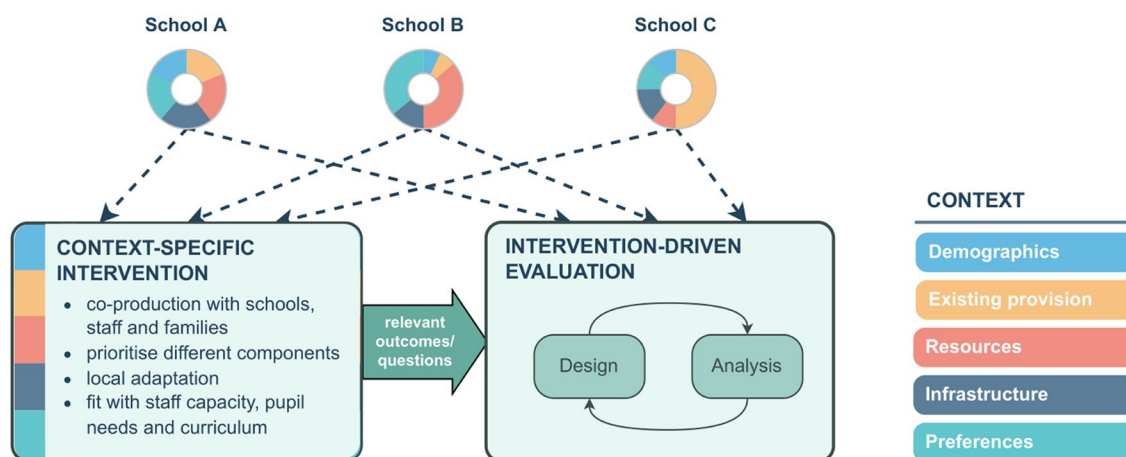 School A
School B
School C
CONTEXT-SPECIFIC
INTERVENTION
• co-production with schools,
staff and families
• prioritise different components
• local adaptation
• fit with staff capacity, pupil
needs and curriculum
relevant
outcomes/
questions
INTERVENTION-DRIVEN
EVALUATION
Design
Analysis
CONTEXT
Demographics
Existing provision
Resources
Infrastructure
Preferences